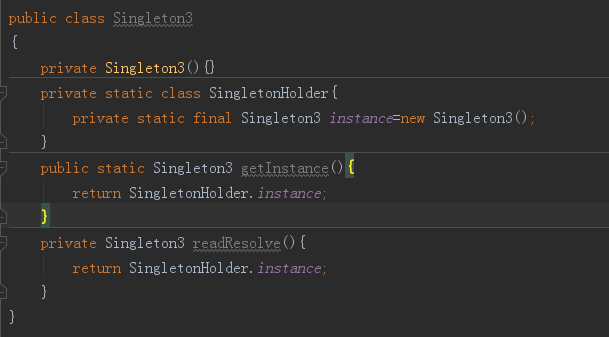 public class Singleton3
{
    private Singleton3(){}
    private static class SingletonHolder{
        private static final Singleton3 instance=new Singleton3();
    }
    public static Singleton3 getInstance(){
        return SingletonHolder.instance;
    }
    private Singleton3 readResolve(){
        return SingletonHolder.instance;
    }
}